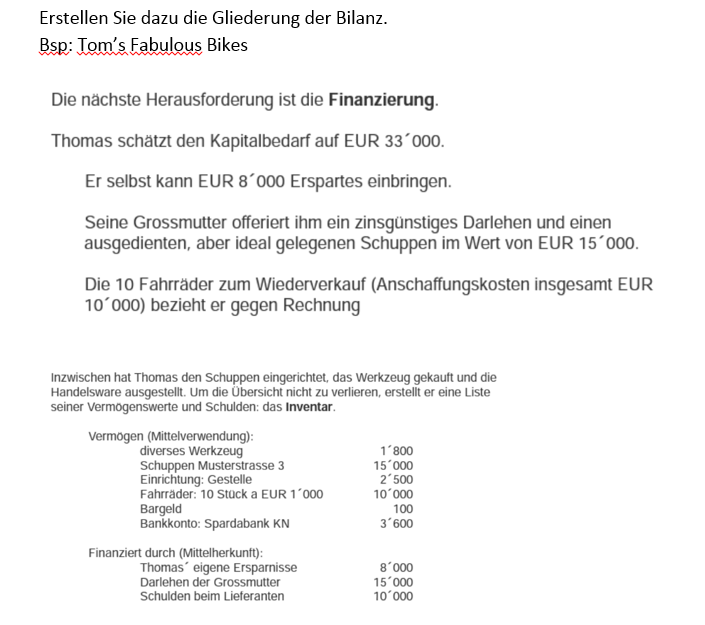 Erstellen Sie dazu die Gliederung der Bilanz.
Bsp: Tom’s Fabulous Bikes
Die nächste Herausforderung ist die Finanzierung.
Thomas schätzt den Kapitalbedarf auf EUR 33´000.
Er selbst kann EUR 8´000 Erspartes einbringen.
Seine Grossmutter offeriert ihm ein zinsgünstiges Darlehen und einen
ausgedienten, aber ideal gelegenen Schuppen im Wert von EUR 15´000.
Die 10 Fahrräder zum Wiederverkauf (Anschaffungskosten insgesamt EUR
10´000) bezieht er gegen Rechnung
Inzwischen hat Thomas den Schuppen eingerichtet, das Werkzeug gekauft und die
Handelsware ausgestellt. Um die Übersicht nicht zu verlieren, erstellt er eine Liste
seiner Vermögenswerte und Schulden: das Inventar.
Vermögen (Mittelverwendung):
diverses Werkzeug 1´800
Schuppen Musterstrasse 3 15´000
Einrichtung: Gestelle 2´500
Fahrräder: 10 Stück a EUR 1´000 10´000
Bargeld 100
Bankkonto: Spardabank KN 3´600
Finanziert durch (Mittelherkunft):
Thomas´ eigene Ersparnisse 8´000
Darlehen der Grossmutter 15´000
Schulden beim Lieferanten 10´000